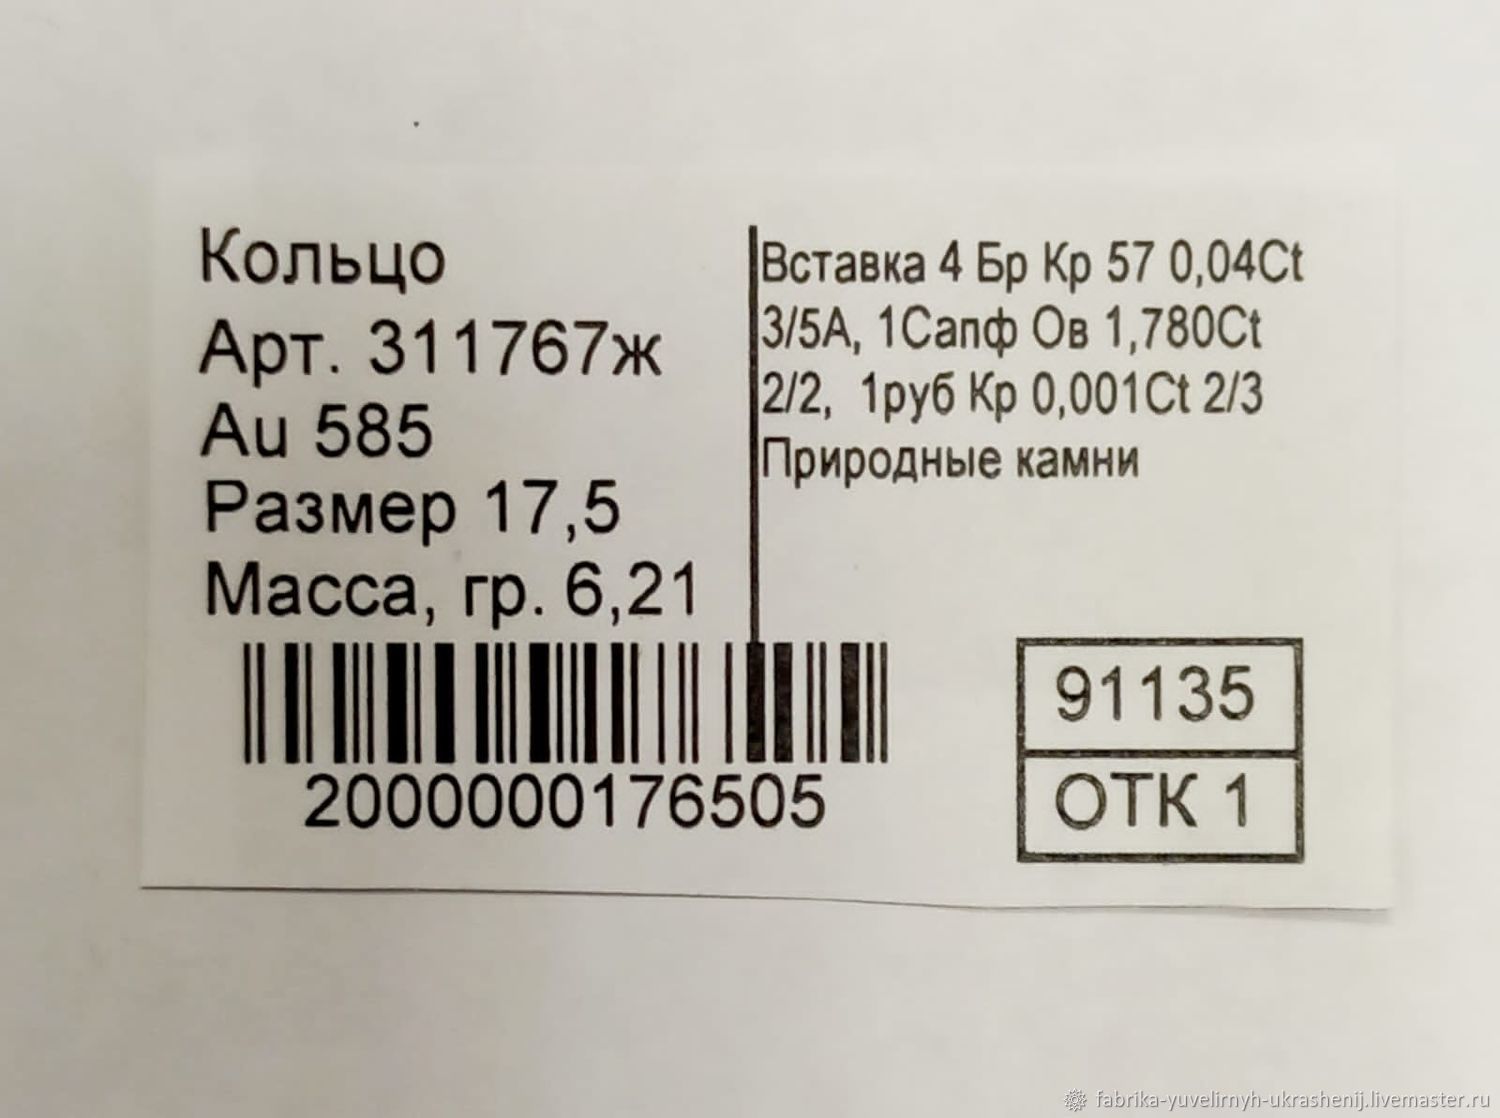 Кольцо
Арт. 311767ж
Au 585
Размер 17,5
Масса, гр. 6,21
2000000176505
Вставка 4 Бр Кр 57 0,04Ct
3/5А, 1Сапф Ов 1,780Ct
2/2, 1руб Кр 0,001Ct 2/3
Природные камни
91135
ОТК 1
fabrika-yuvelirnyh-ukrashenij.livemaster.ru